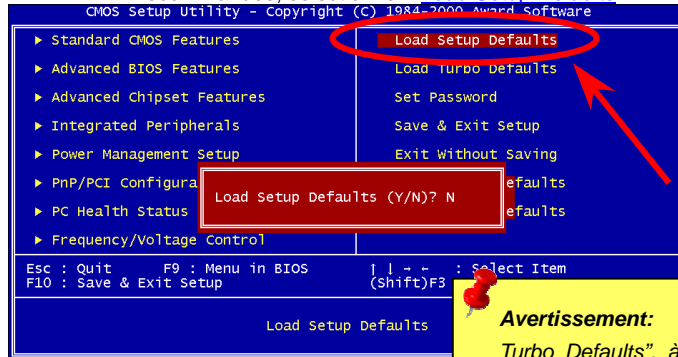 CMOS Setup Utility – Copyright (C) 1984-2000 Award Software
▶ Standard CMOS Features
▶ Advanced BIOS Features
▶ Advanced Chipset Features
▶ Integrated Peripherals
▶ Power Management Setup
▶ PnP/PCI Configura
▶ PC Health Status
▶ Frequency/Voltage Control
Load Setup Defaults
Load Turbo Defaults
Set Password
Save & Exit Setup
Exit Without Saving
efaults
efaults
Load Setup Defaults (Y/N)? N
Esc : Quit F9 : Menu in BIOS ↑ ↓ → ← : Select Item
F10 : Save & Exit Setup (Shift)F3
Load Setup Defaults
Avertissement:
Turbo Defaults", à